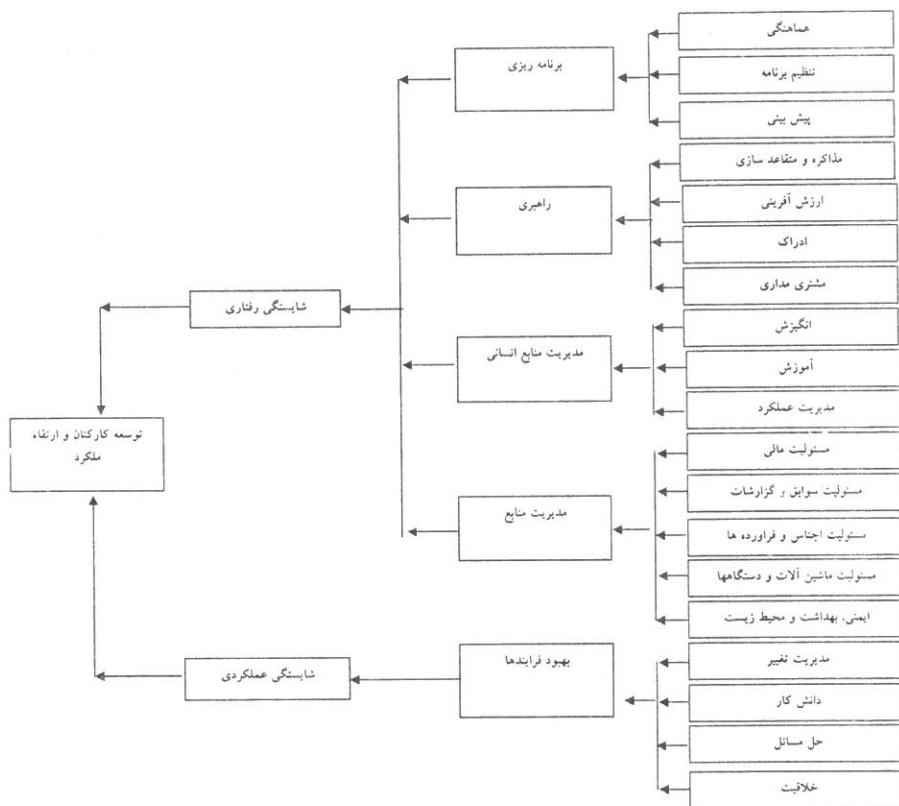 هماهنگی
تنظیم برنامه
پیش بینی
برنامه ریزی
مذاکره و متقاعد سازی
ارزش آفرینی
ادراک
مشتری مداری
راهبری
انگیزش
آموزش
مدیریت عملکرد
مدیریت منابع انسانی
مسئولیت مالی
مسئولیت سوابق و گزارشات
مسئولیت اجناس و فراورده ها
مسئولیت ماشین آلات و دستگاهها
ایمنی، بهداشت و محیط زیست
مدیریت منابع
شایستگی رفتاری
مدیریت تغییر
دانش کار
حل مسائل
خلاقیت
بهبود فرایندها
شایستگی عملکردی
توسعه کارکنان و ارتقاء
ملکرد